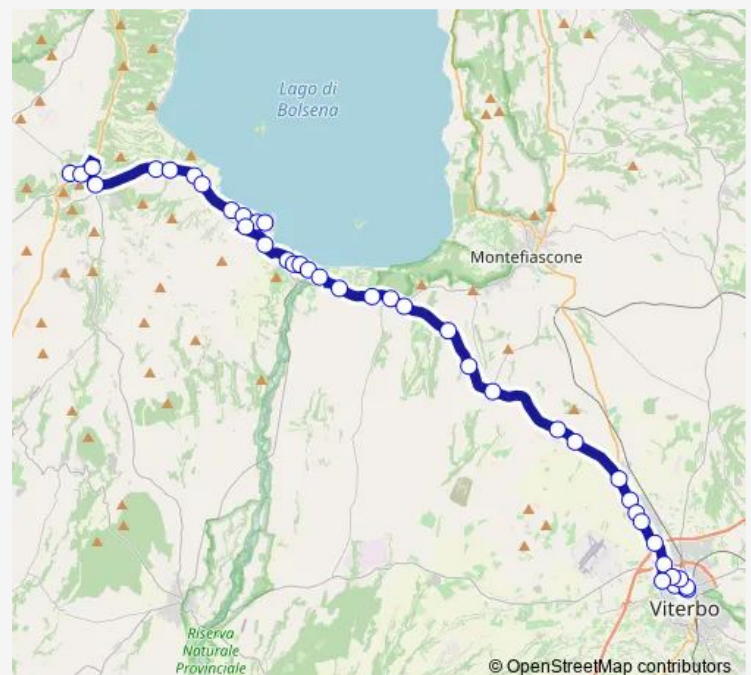 Lago di
Bolsena
Montefiascone
Viterbo
Riserva
Naturale
Provinciale
© OpenStreetMap contributors